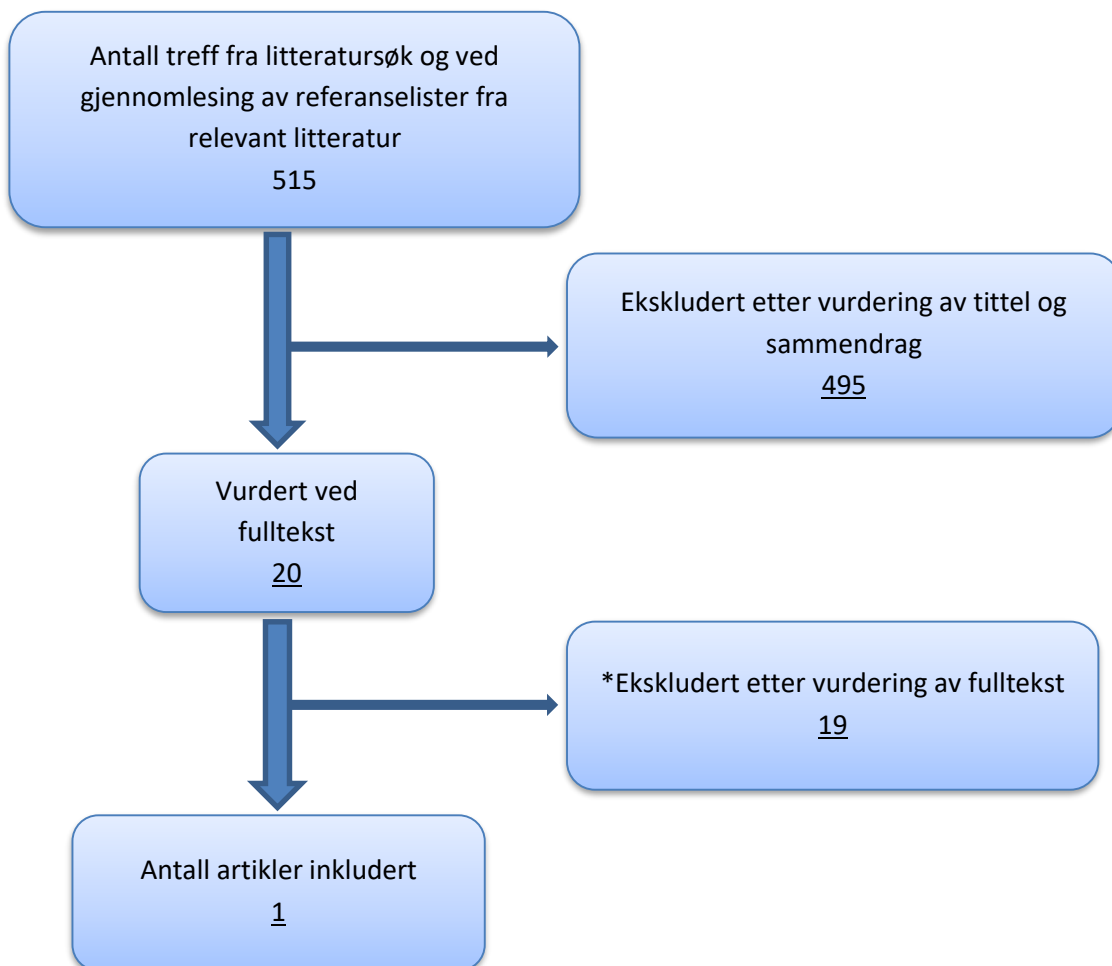 Antall treff fra litteratursøk og ved
gjennomlesing av referanselister fra
relevant litteratur
515
Ekskludert etter vurdering av tittel og
sammendrag
495
Vurdert ved
fulltekst
20
*Ekskludert etter vurdering av fulltekst
19
Antall artikler inkludert
1